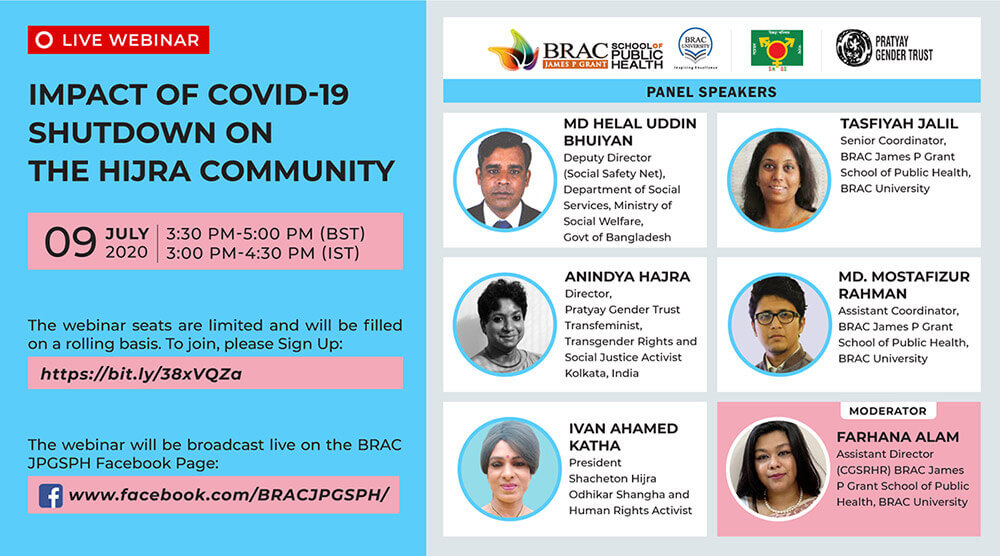 LIVE WEBINAR
IMPACT OF COVID-19
SHUTDOWN ON
THE HIJRA COMMUNITY
09
JULY
2020
3:30 PM-5:00 PM (BST)
3:00 PM-4:30 PM (IST)
The webinar seats are limited and will be filled
on a rolling basis. To join, please Sign Up:
https://bit.ly/38xVQZa
The webinar will be broadcast live on the BRAC
JPGSPH Facebook Page:
www.facebook.com/BRACJPGSPH/
BRAC
JAMES P GRANT
SCHOOL OF
PUBLIC
HEALTH
BRAC
UNIVERSITY
Inspiring Excellence
PRATYAY
GENDER TRUST
PANEL SPEAKERS
MD HELAL UDDIN
BHUIYAN
Deputy Director
(Social Safety Net),
Department of Social
Services, Ministry of
Social Welfare,
Govt of Bangladesh
TASFIYAH JALIL
Senior Coordinator,
BRAC James P Grant
School of Public Health,
BRAC University
ANINDYA HAJRA
Director,
Pratyay Gender Trust
Transfeminist,
Transgender Rights and
Social Justice Activist
Kolkata, India
MD. MOSTAFIZUR
RAHMAN
Assistant Coordinator,
BRAC James P Grant
School of Public Health,
BRAC University
IVAN AHAMED
KATHA
President
Shacheton Hijra
Odhikar Shangha and
Human Rights Activist
MODERATOR
FARHANA ALAM
Assistant Director
(CGSRHR) BRAC James
P Grant School of Public
Health, BRAC University